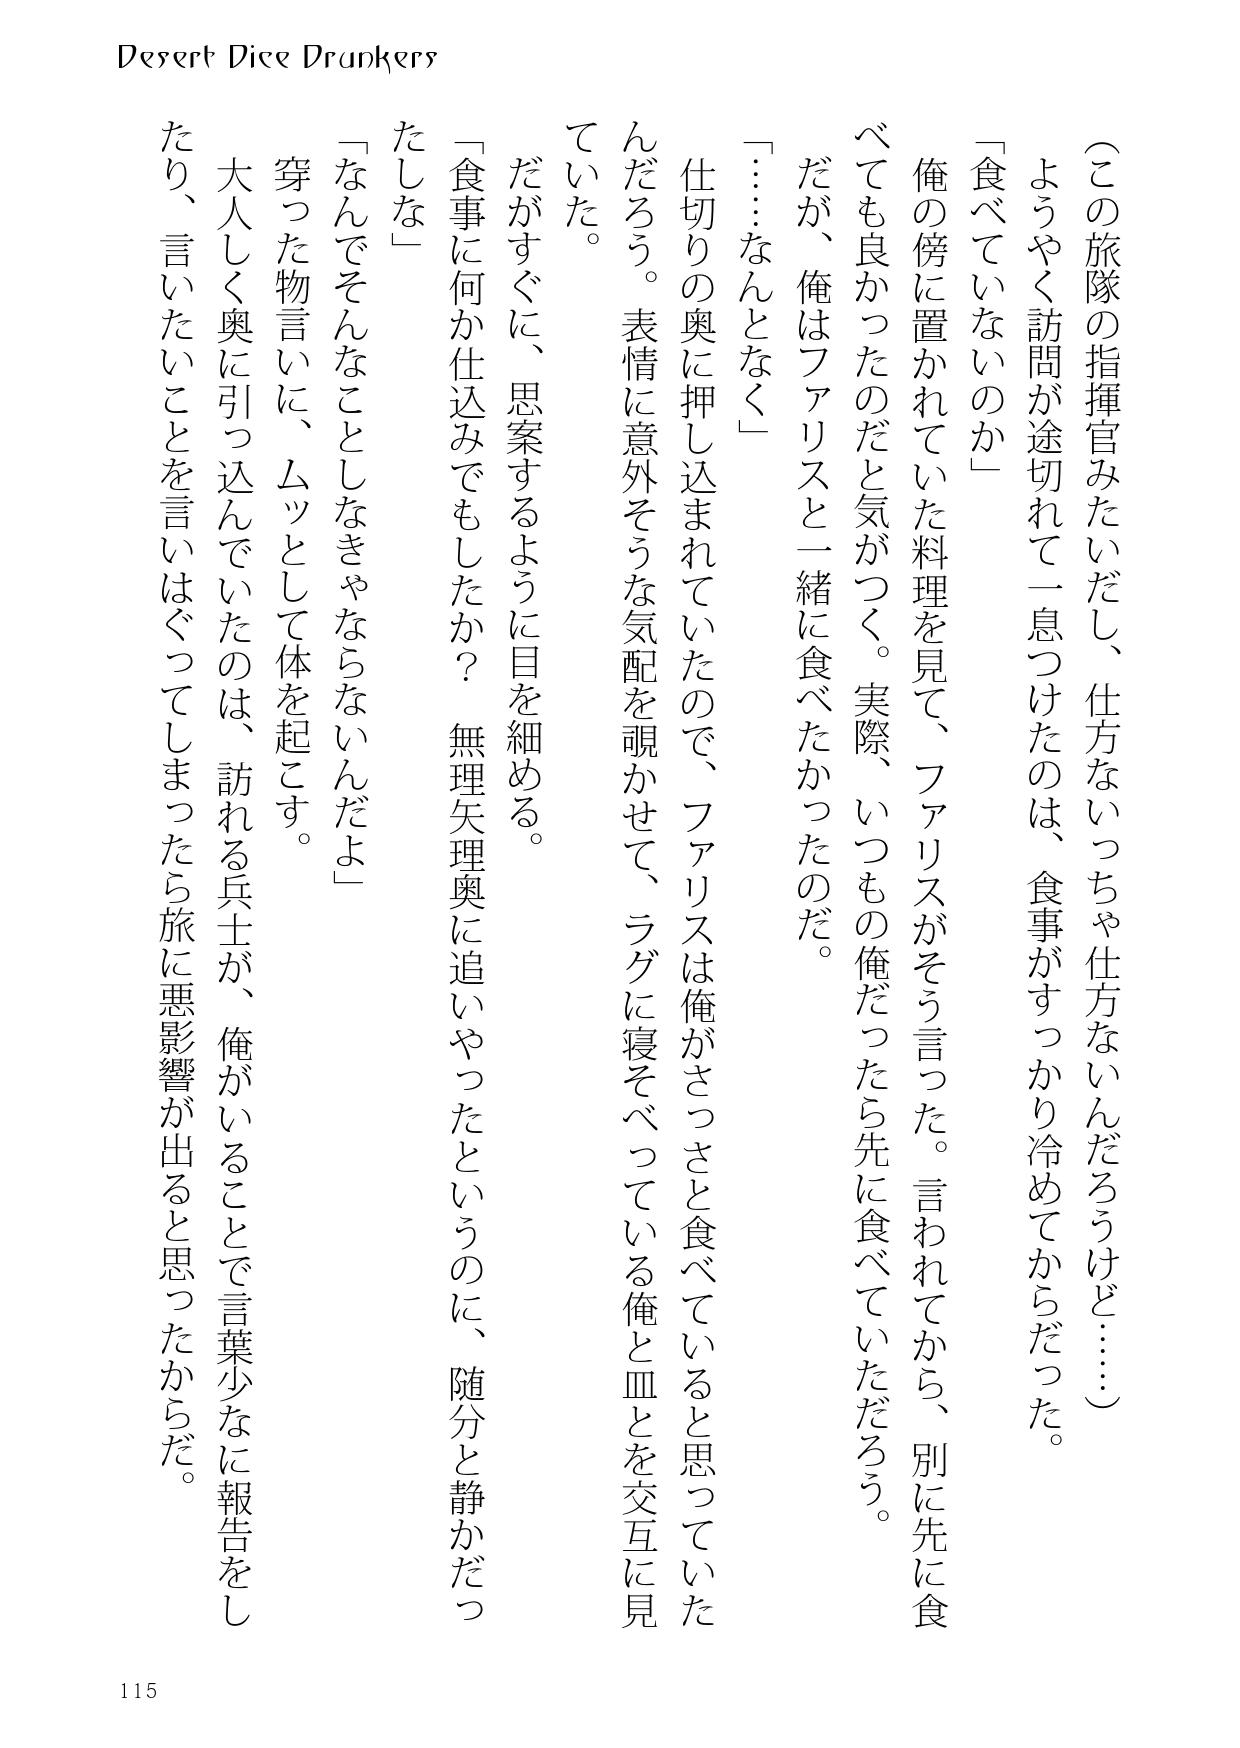 Desert Dice Drunkers
（この旅隊の指揮官みたいだし、仕方ないっちゃ仕方ないんだろうけど……）
ようやく訪問が途切れて一息つけたのは、食事がすっかり冷めてからだった。
「食べていないのか」
俺の傍に置かれていた料理を見て、ファリスがそう言った。言われてから、別に先に食
べても良かったのだと気がつく。実際、いつもの俺だったら先に食べていただろう。
だが、俺はファリスと一緒に食べたかったのだ。
「……なんとなく」
仕切りの奥に押し込まれていたので、ファリスは俺がさっさと食べていると思っていた
んだろう。表情に意外そうな気配を覗かせて、ラグに寝そべっている俺と皿とを交互に見
ていた。
だがすぐに、思案するように目を細める。
「食事に何か仕込みでもしたか？　無理矢理奥に追いやったというのに、随分と静かだっ
たしな」
「なんでそんなことしなきゃならないんだよ」
穿った物言いに、ムッとして体を起こす。
大人しく奥に引っ込んでいたのは、訪れる兵士が、俺がいることで言葉少なに報告をし
たり、言いたいことを言いはぐってしまったら旅に悪影響が出ると思ったからだ。
115